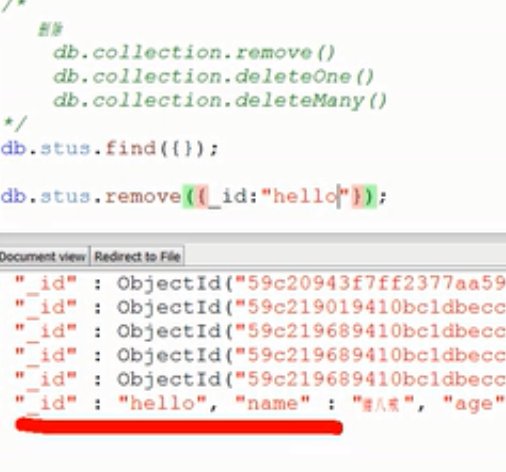 /*
删除
db.collection.remove()
db.collection.deleteOne()
db.collection.deleteMany()
*/
db.stus.find({});
db.stus.remove({_id:"hello"});
Document view Redirect to File
"_id" : ObjectId("59c20943f7ff2377aa59
"_id" : ObjectId("59c219019410bc1dbecc
"_id" : ObjectId("59c219689410bc1dbecc
"_id" : ObjectId("59c219689410bc1dbecc
"_id" : ObjectId("59c219689410bc1dbecc
"_id" : "hello", "name" : "猪八戒", "age"